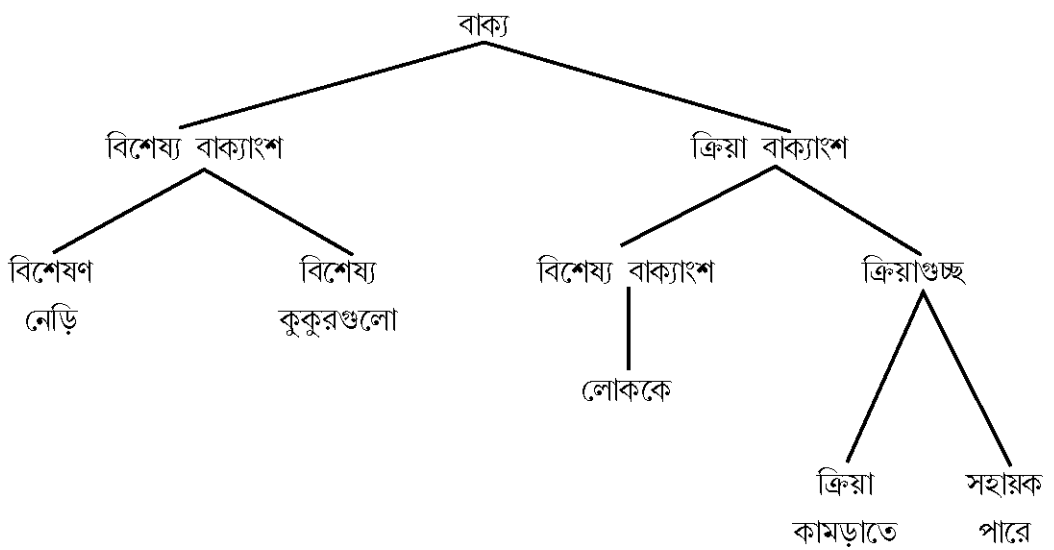 বাক্য
বিশেষ্য বাক্যাংশ ক্রিয়া বাক্যাংশ
বিশেষণ বিশেষ্য বিশেষ্য বাক্যাংশ ক্রিয়াগুচ্ছ
নেড়ি কুকুরগুলো
লোককে
ক্রিয়া সহায়ক
কামড়াতে পারে